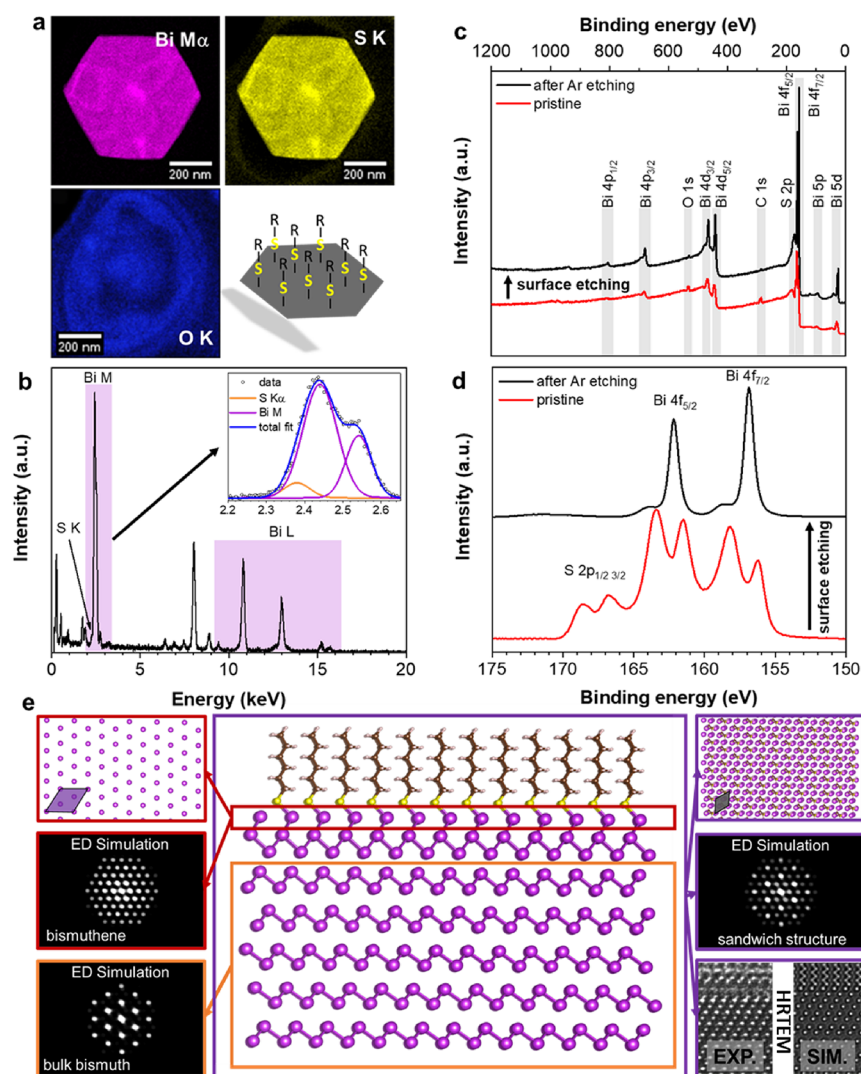 a
Bi Mα
200 nm
S K
200 nm
O K
200 nm
R R R R R R R R R
S S S S S S S S S
b
Bi M
S K
Bi L
data
S Kα
Bi M
total fit
2.2 2.4 2.6
Intensity (a.u.)
0 5 10 15 20
Energy (keV)
c
Binding energy (eV)
1200 1000 800 600 400 200 0
after Ar etching
pristine
Bi 4p1/2
Bi 4p3/2
O 1s
Bi 4d3/2
Bi 4d5/2
C 1s
S 2p
Bi 4f5/2
Bi 4f7/2
Bi 5p
Bi 5d
surface etching
Intensity (a.u.)
d
after Ar etching
pristine
Bi 4f5/2
Bi 4f7/2
S 2p1/2 3/2
surface etching
Intensity (a.u.)
175 170 165 160 155 150
Binding energy (eV)
e
ED Simulation
bismuthene
ED Simulation
bulk bismuth
ED Simulation
sandwich structure
EXP.
HRTEM
SIM.